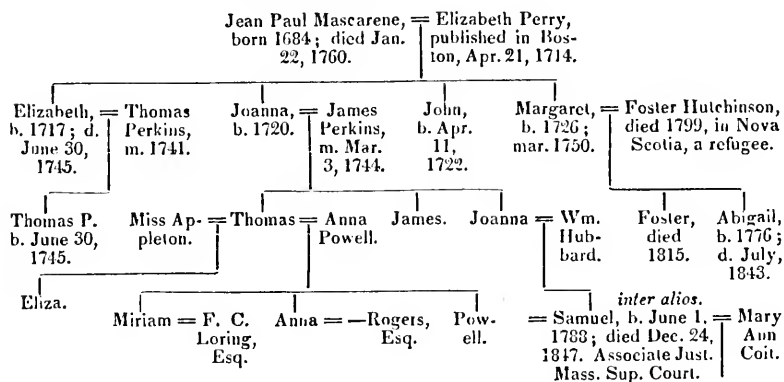 Jean Paul Mascarene, = Elizabeth Perry,
born 1684; died Jan. published in Bos-
22, 1760. ton, Apr. 21, 1714.
Elizabeth, = Thomas Joanna, = James John, Margaret, = Foster Hutchinson,
b. 1717; d. Perkins, b. 1720. Perkins, b. Apr. b. 1726; died 1799, in Nova
June 30, m. 1741. m. Mar. 11, mar. 1750. Scotia, a refugee.
1745. 3, 1744. 1722.
Thomas P. Miss Ap- = Thomas = Anna James. Joanna = Wm. Foster, Abigail,
b. June 30, pleton. Powell. Hub- died b. 1776;
1745. bard. 1815. d. July,
1843.
Eliza.
inter alios.
Miriam = F. C. Anna = —Rogers, Pow- = Samuel, b. June 1, = Mary
Loring, Esq. ell. 1788; died Dec. 24, Ann
Esq. 1847. Associate Just. Coit.
Mass. Sup. Court.